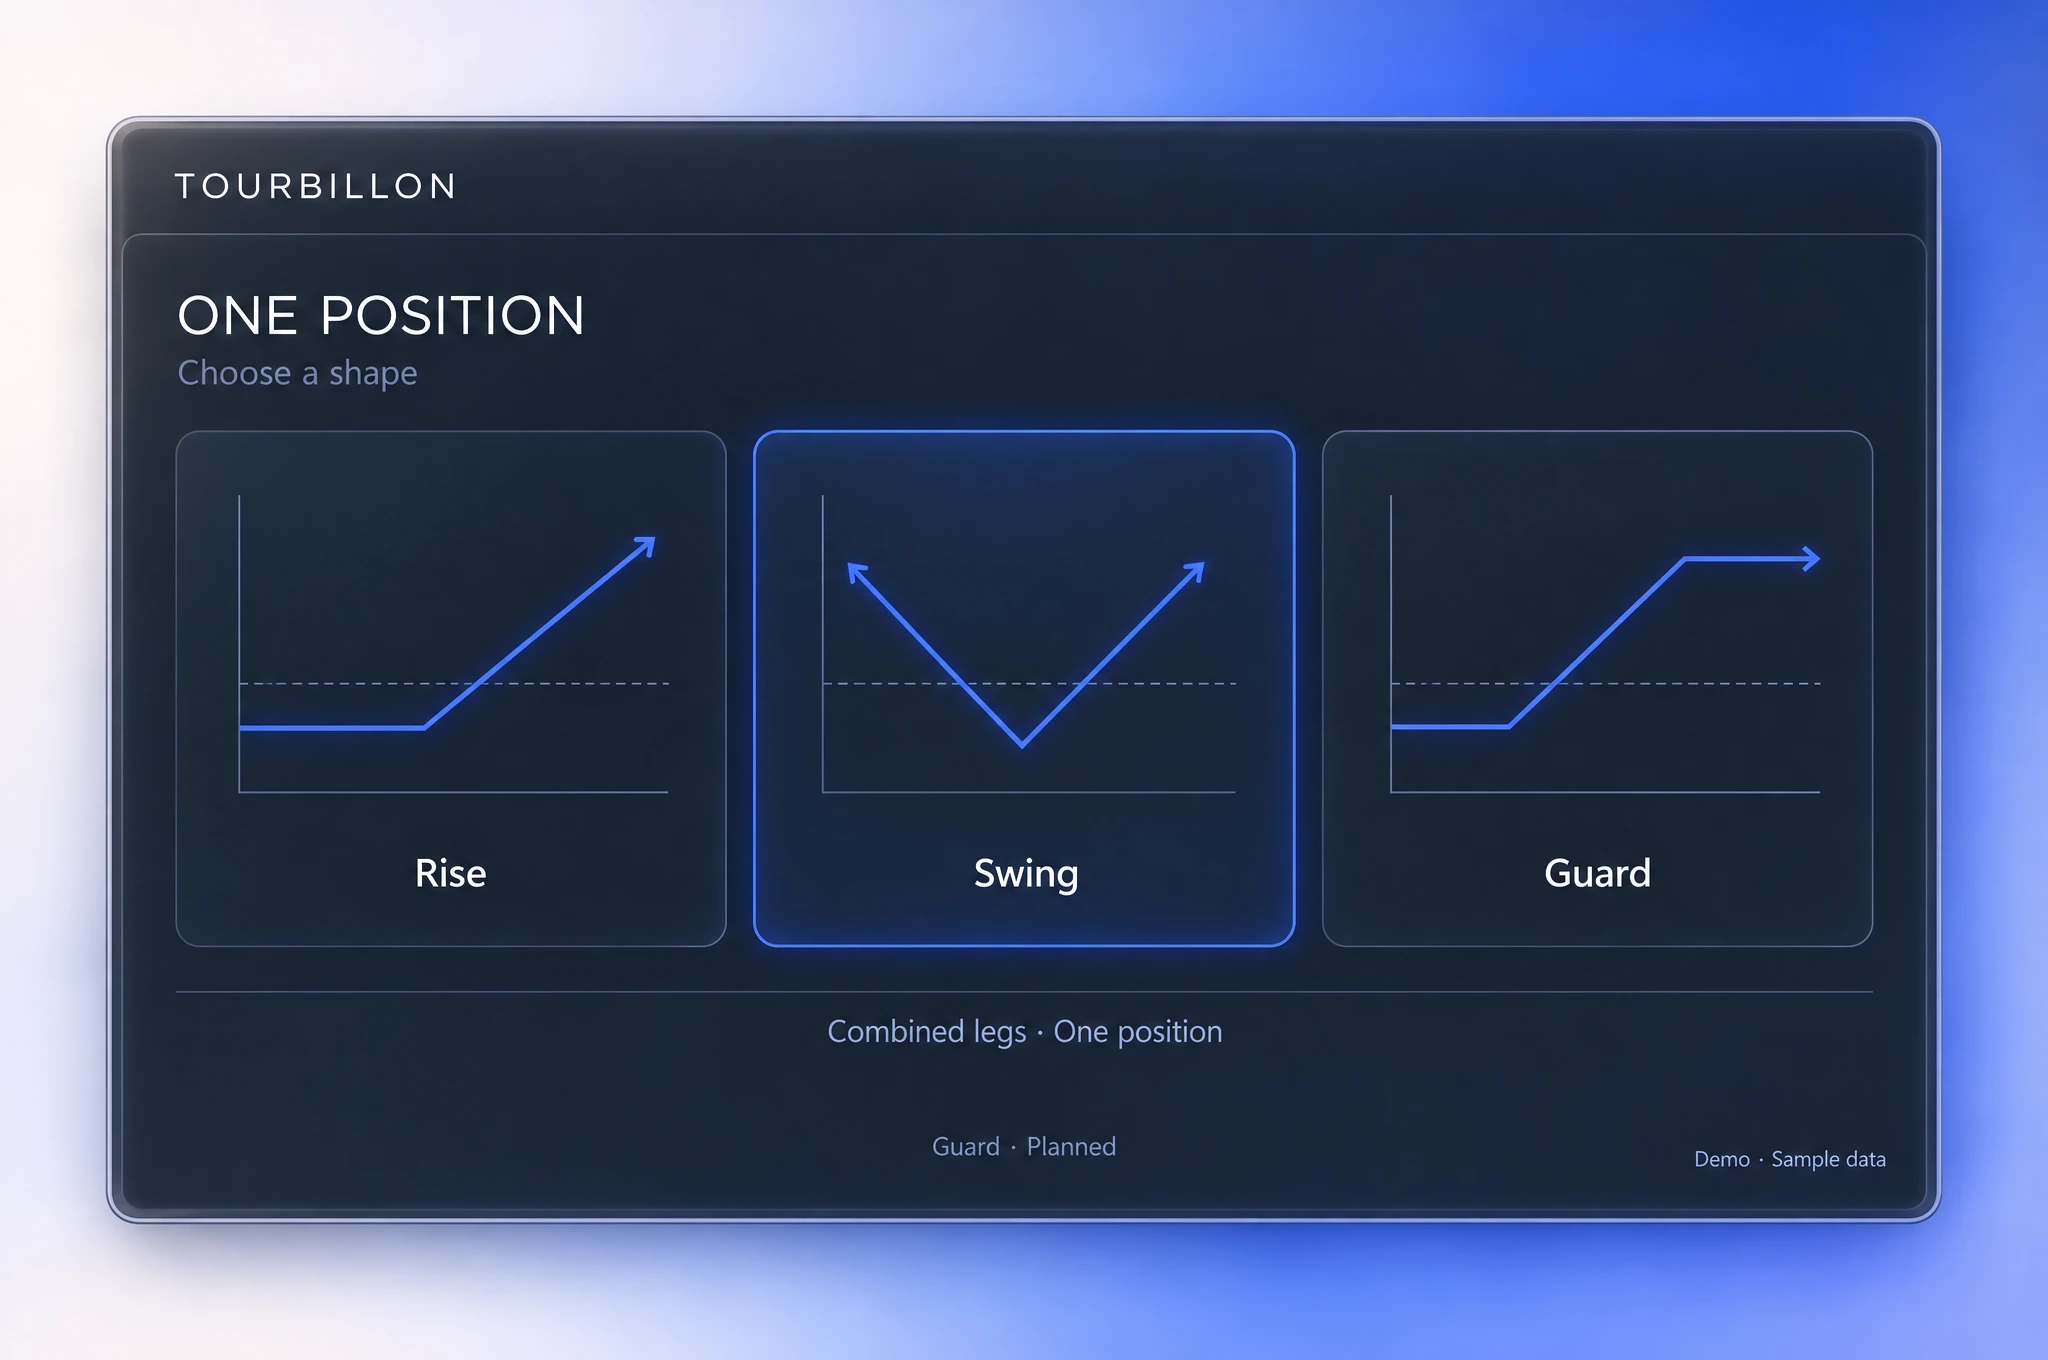 TOURBILLON
ONE POSITION
Choose a shape
Rise
Swing
Guard
Combined legs · One position
Guard · Planned
Demo · Sample data